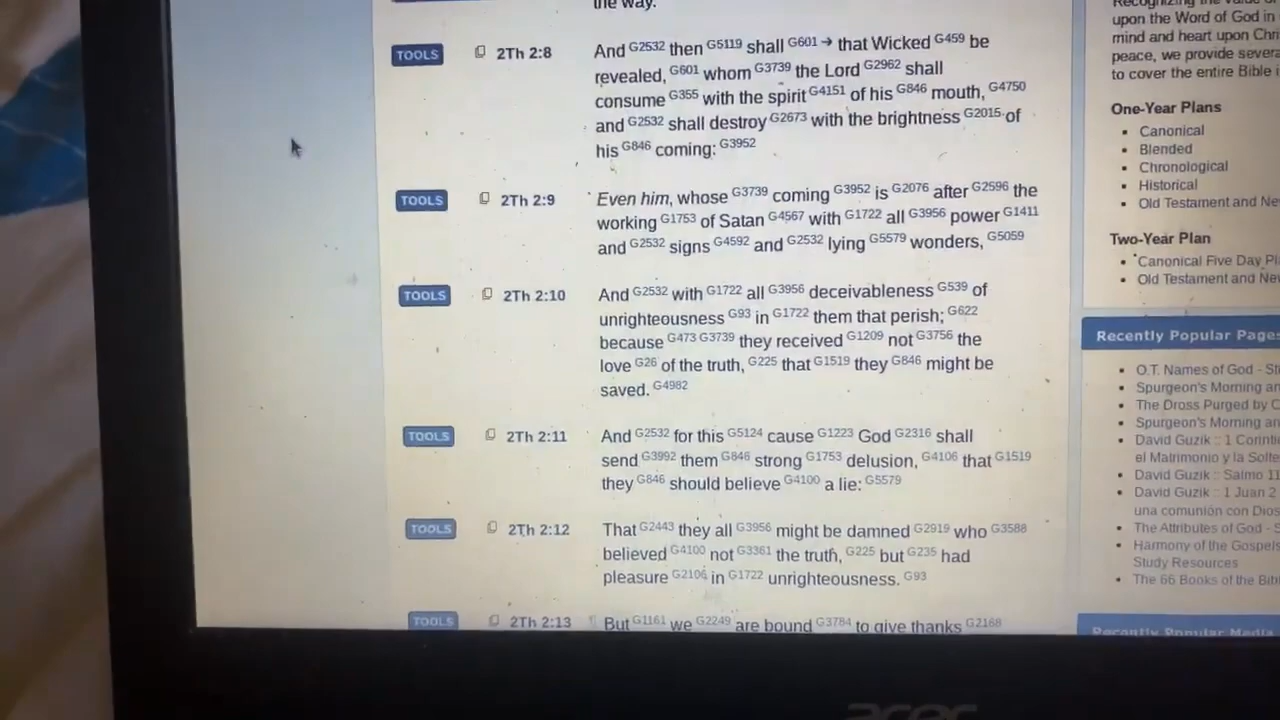 the way.
TOOLS 2Th 2:8 And G2532 then G5119 shall G601 → that Wicked G459 be
revealed, G601 whom G3739 the Lord G2962 shall
consume G355 with the spirit G4151 of his G846 mouth, G4750
and G2532 shall destroy G2673 with the brightness G2015 of
his G846 coming: G3952
TOOLS 2Th 2:9 Even him, whose G3739 coming G3952 is G2076 after G2596 the
working G1753 of Satan G4567 with G1722 all G3956 power G1411
and G2532 signs G4592 and G2532 lying G5579 wonders, G5059
TOOLS 2Th 2:10 And G2532 with G1722 all G3956 deceivableness G539 of
unrighteousness G93 in G1722 them that perish; G622
because G473 G3739 they received G1209 not G3756 the
love G26 of the truth, G225 that G1519 they G846 might be
saved. G4982
TOOLS 2Th 2:11 And G2532 for this G5124 cause G1223 God G2316 shall
send G3992 them G846 strong G1753 delusion, G4106 that G1519
they G846 should believe G4100 a lie: G5579
TOOLS 2Th 2:12 That G2443 they all G3956 might be damned G2919 who G3588
believed G4100 not G3361 the truth, G225 but G235 had
pleasure G2106 in G1722 unrighteousness. G93
TOOLS 2Th 2:13 ¶ But G1161 we G2249 are bound G3784 to give thanks G2168
Recognizing the value of
upon the Word of God in
mind and heart upon Chri
peace, we provide severa
to cover the entire Bible i
One-Year Plans
Canonical
Blended
Chronological
Historical
Old Testament and Ne
Two-Year Plan
Canonical Five Day Pl
Old Testament and Ne
Recently Popular Pages
O.T. Names of God - St
Spurgeon's Morning an
The Dross Purged by C
Spurgeon's Morning an
David Guzik :: 1 Corinti
el Matrimonio y la Solte
David Guzik :: Salmo 11
David Guzik :: 1 Juan 2
una comunión con Dios
The Attributes of God - S
Harmony of the Gospels
Study Resources
The 66 Books of the Bib
Recently Popular Media
acer